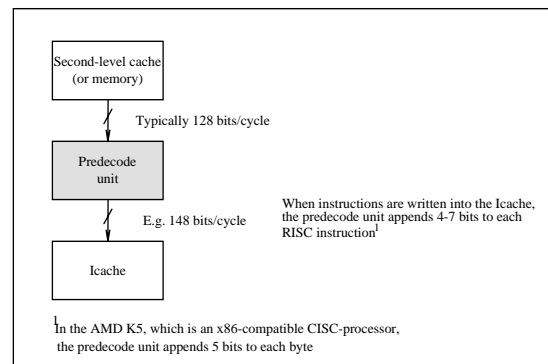 Second-level cache
(or memory)
Typically 128 bits/cycle
Predecode
unit
E.g. 148 bits/cycle
When instructions are written into the Icache,
the predecode unit appends 4-7 bits to each
RISC instruction¹
Icache
¹In the AMD K5, which is an x86-compatible CISC-processor,
the predecode unit appends 5 bits to each byte